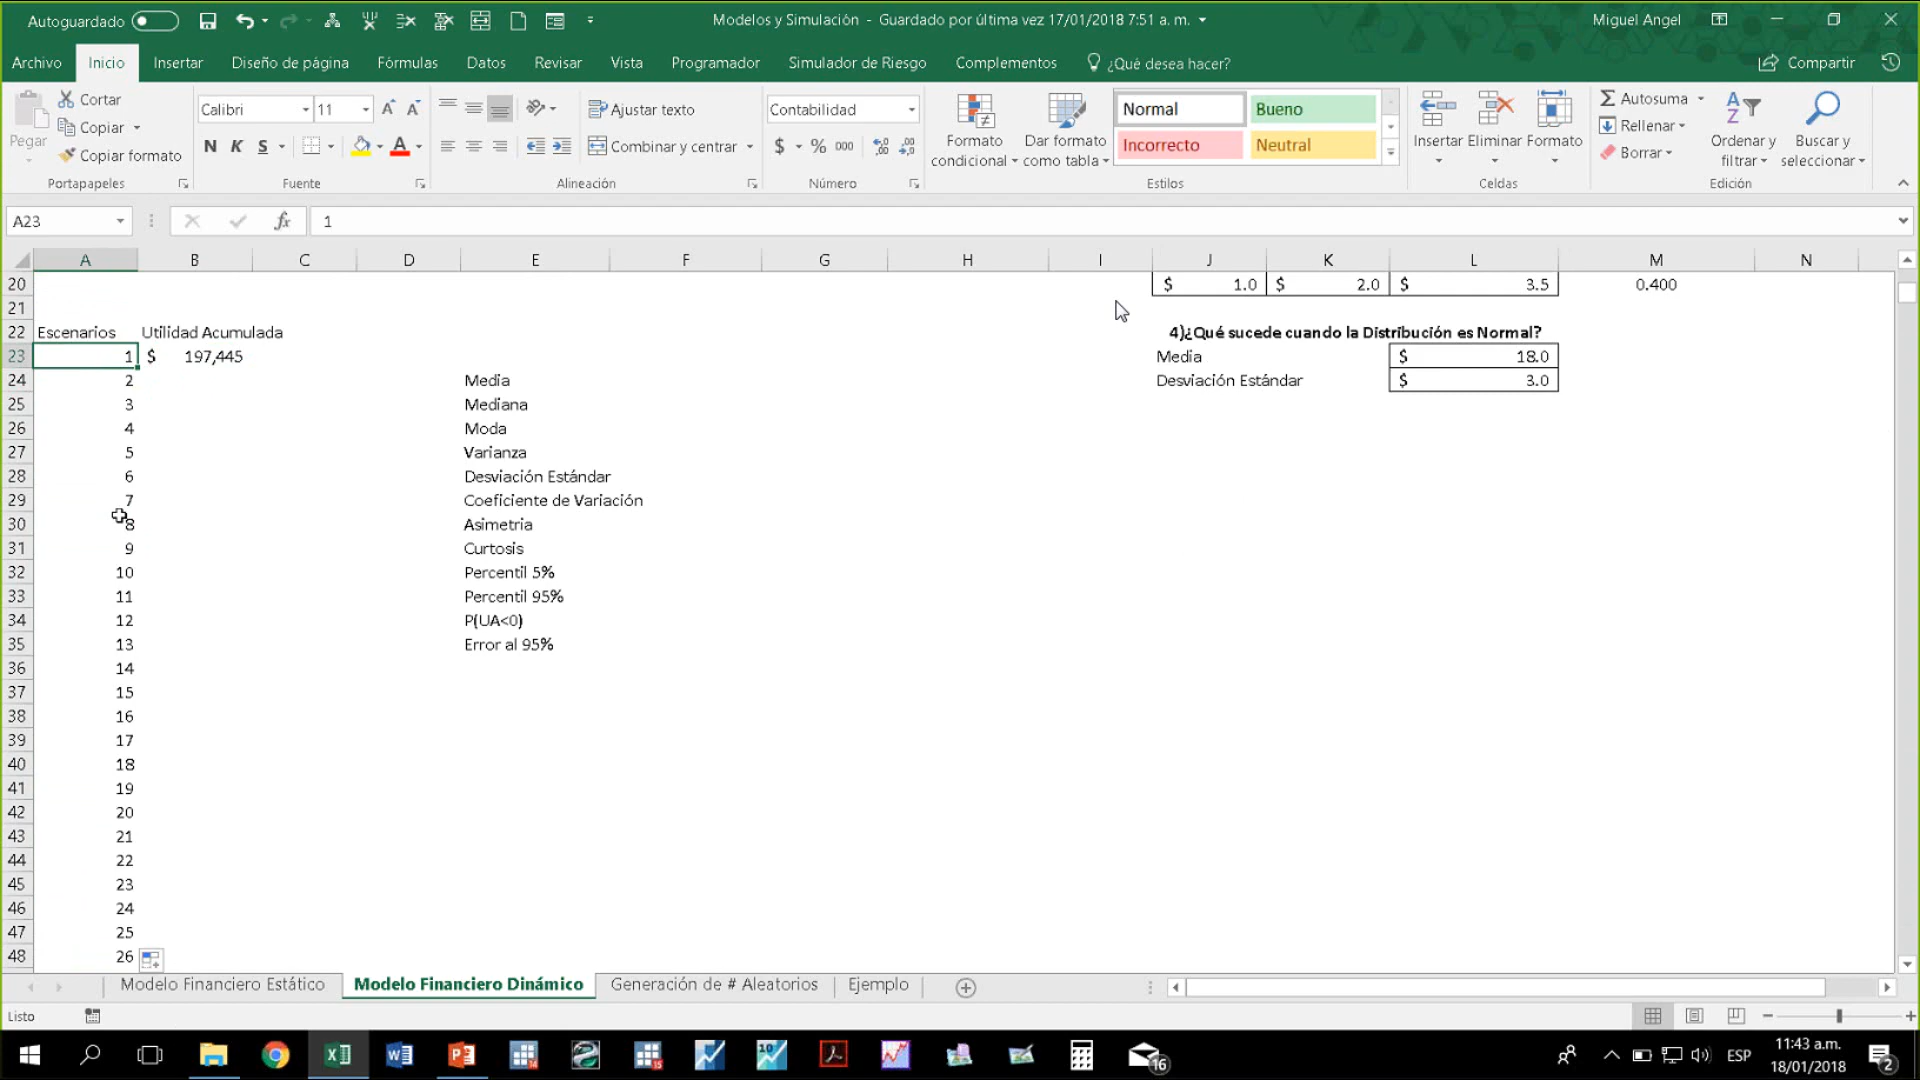 Autoguardado
Modelos y Simulación - Guardado por última vez 17/01/2018 7:51 a. m.
Miguel Angel
Archivo Inicio Insertar Diseño de página Fórmulas Datos Revisar Vista Programador Simulador de Riesgo Complementos ¿Qué desea hacer? Compartir
Pegar
Cortar
Copiar
Copiar formato
Portapapeles
Calibri 11
N K S
Fuente
Ajustar texto
Combinar y centrar
Alineación
Contabilidad
$ % 000
Número
Formato condicional
Dar formato como tabla
Normal Bueno
Incorrecto Neutral
Estilos
Insertar Eliminar Formato
Celdas
Autosuma
Rellenar
Borrar
Ordenar y filtrar
Buscar y seleccionar
Edición
A23 fx 1
A B C D E F G H I J K L M N
20 $ 1.0 $ 2.0 $ 3.5 0.400
21
22 Escenarios Utilidad Acumulada 4)¿Qué sucede cuando la Distribución es Normal?
23 1 $ 197,445 Media $ 18.0
24 2 Media Desviación Estándar $ 3.0
25 3 Mediana
26 4 Moda
27 5 Varianza
28 6 Desviación Estándar
29 7 Coeficiente de Variación
30 8 Asimetria
31 9 Curtosis
32 10 Percentil 5%
33 11 Percentil 95%
34 12 P(UA<0)
35 13 Error al 95%
36 14
37 15
38 16
39 17
40 18
41 19
42 20
43 21
44 22
45 23
46 24
47 25
48 26
Modelo Financiero Estático Modelo Financiero Dinámico Generación de # Aleatorios Ejemplo
Listo
16
ESP
11:43 a.m.
18/01/2018
2